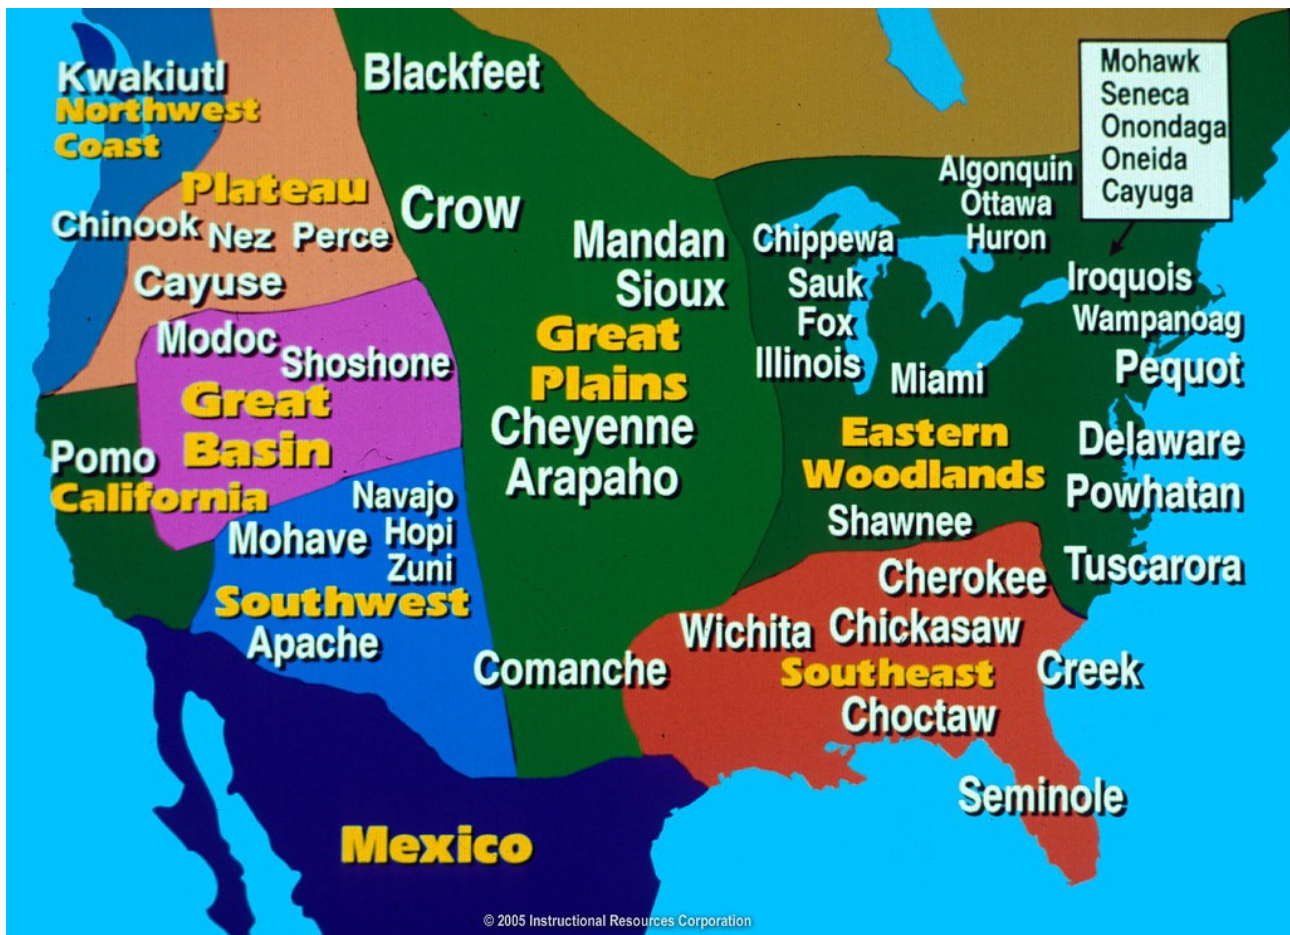 Kwakiutl
Northwest
Coast
Plateau
Chinook
Nez Perce
Cayuse
Modoc
Shoshone
Great
Basin
Pomo
California
Navajo
Mohave
Hopi
Zuni
Southwest
Apache
Mexico
Blackfeet
Crow
Mandan
Sioux
Great
Plains
Cheyenne
Arapaho
Comanche
Mohawk
Seneca
Onondaga
Oneida
Cayuga
Algonquin
Ottawa
Huron
Chippewa
Sauk
Fox
Illinois
Miami
Iroquois
Wampanoag
Pequot
Eastern
Woodlands
Delaware
Powhatan
Shawnee
Tuscarora
Cherokee
Wichita
Chickasaw
Southeast
Creek
Choctaw
Seminole
© 2005 Instructional Resources Corporation